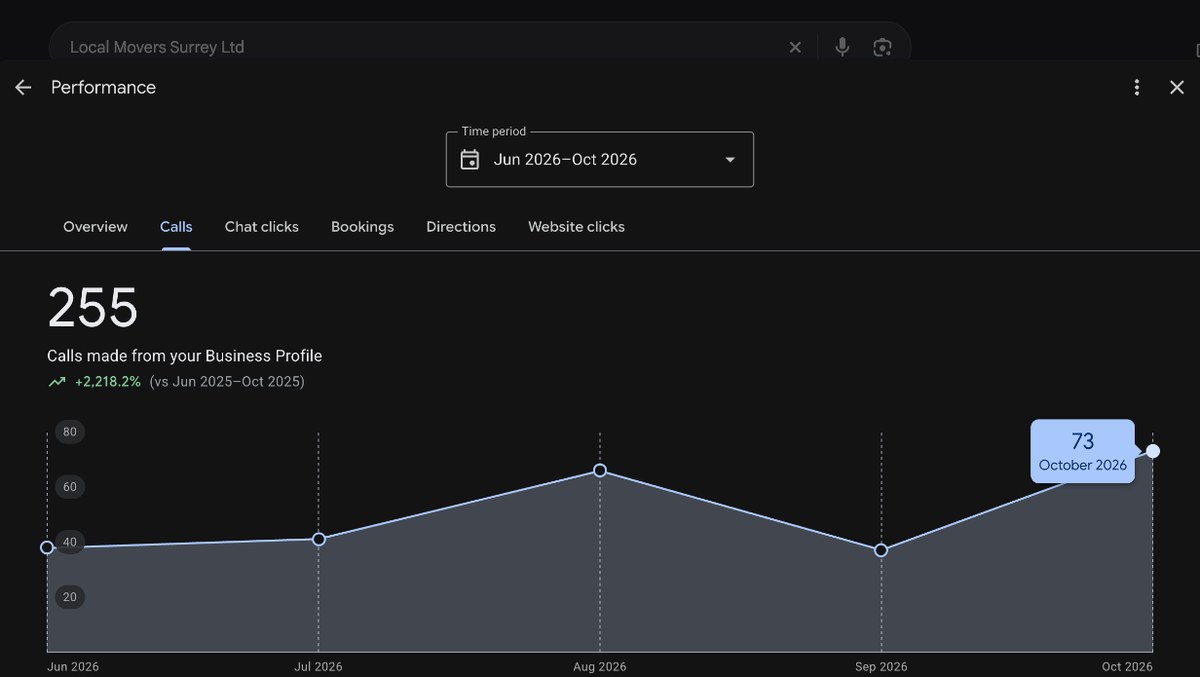 Local Movers Surrey Ltd
Performance
Time period
Jun 2026–Oct 2026
Overview Calls Chat clicks Bookings Directions Website clicks
255
Calls made from your Business Profile
+2,218.2% (vs Jun 2025–Oct 2025)
80
60
40
20
73
October 2026
Jun 2026 Jul 2026 Aug 2026 Sep 2026 Oct 2026